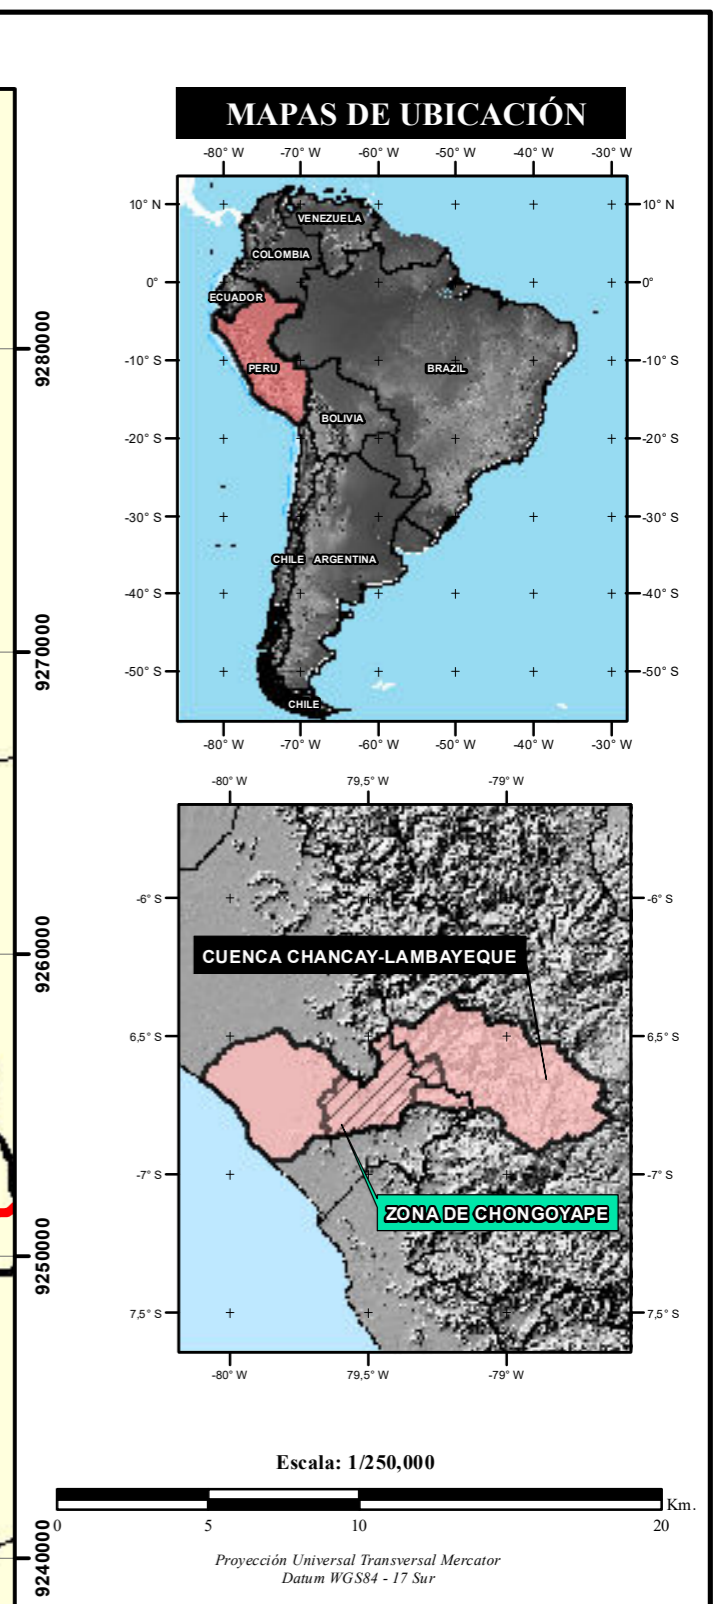 MAPAS DE UBICACIÓN
-80° W -70° W -60° W -50° W -40° W -30° W
10° N 10° N
VENEZUELA
COLOMBIA
0° 0°
ECUADOR
9280000
-10° S -10° S
PERU BRAZIL
BOLIVIA
-20° S -20° S
-30° S -30° S
CHILE ARGENTINA
-40° S -40° S
9270000
-50° S -50° S
CHILE
-80° W -70° W -60° W -50° W -40° W -30° W
-80° W 79,5° W -79° W
-6° S -6° S
9260000
CUENCA CHANCAY-LAMBAYEQUE
6,5° S 6,5° S
-7° S -7° S
ZONA DE CHONGOYAPE
9250000
7,5° S 7,5° S
-80° W 79,5° W -79° W
Escala: 1/250,000
Km.
0 5 10 20
9240000
Proyección Universal Transversal Mercator
Datum WGS84 - 17 Sur